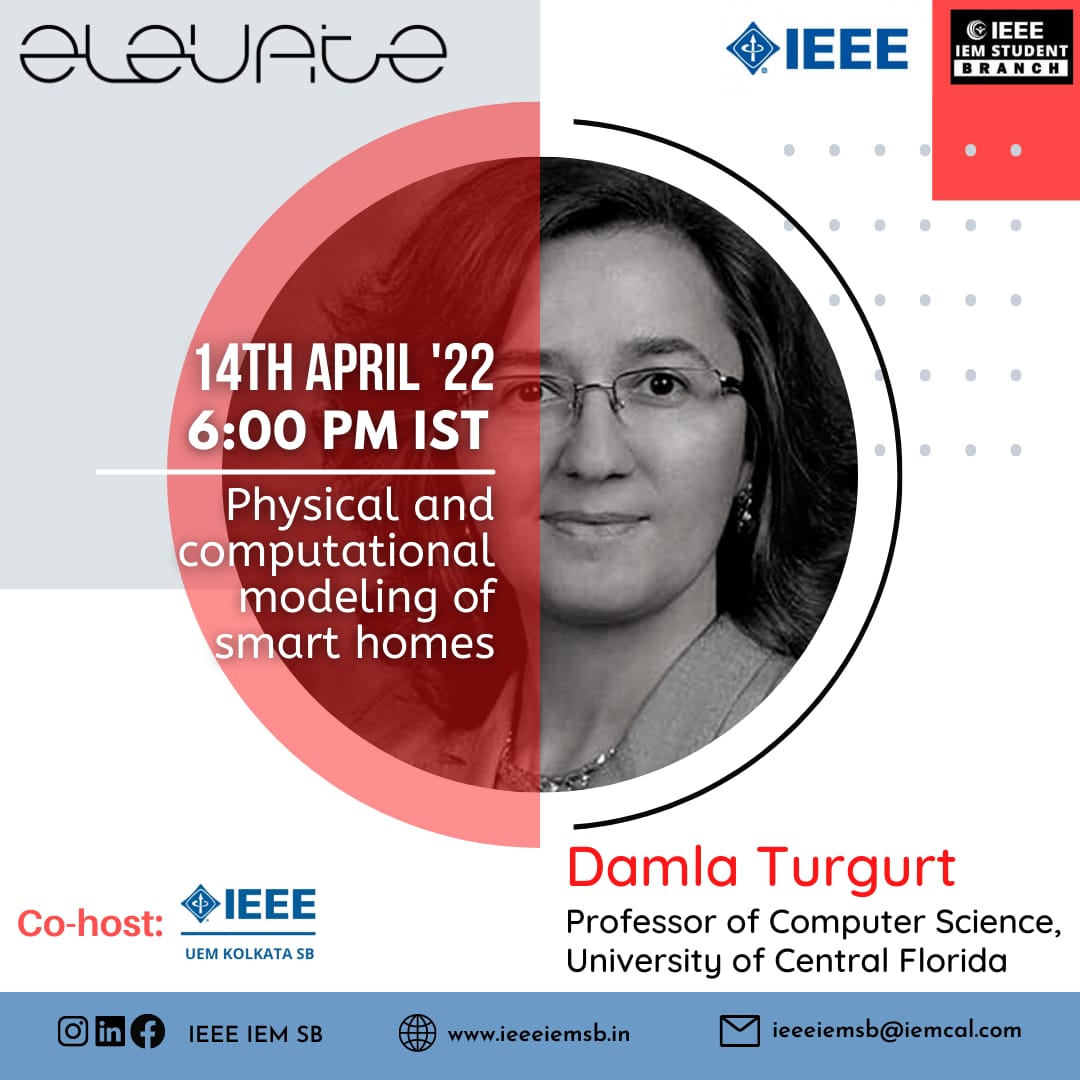 eLeVAte
IEEE
IEEE
IEM STUDENT
BRANCH
14TH APRIL '22
6:00 PM IST
Physical and
computational
modeling of
smart homes
Damla Turgurt
Professor of Computer Science,
University of Central Florida
Co-host:
IEEE
UEM KOLKATA SB
IEEE IEM SB
www.ieeeiemsb.in
ieeeiemsb@iemcal.com